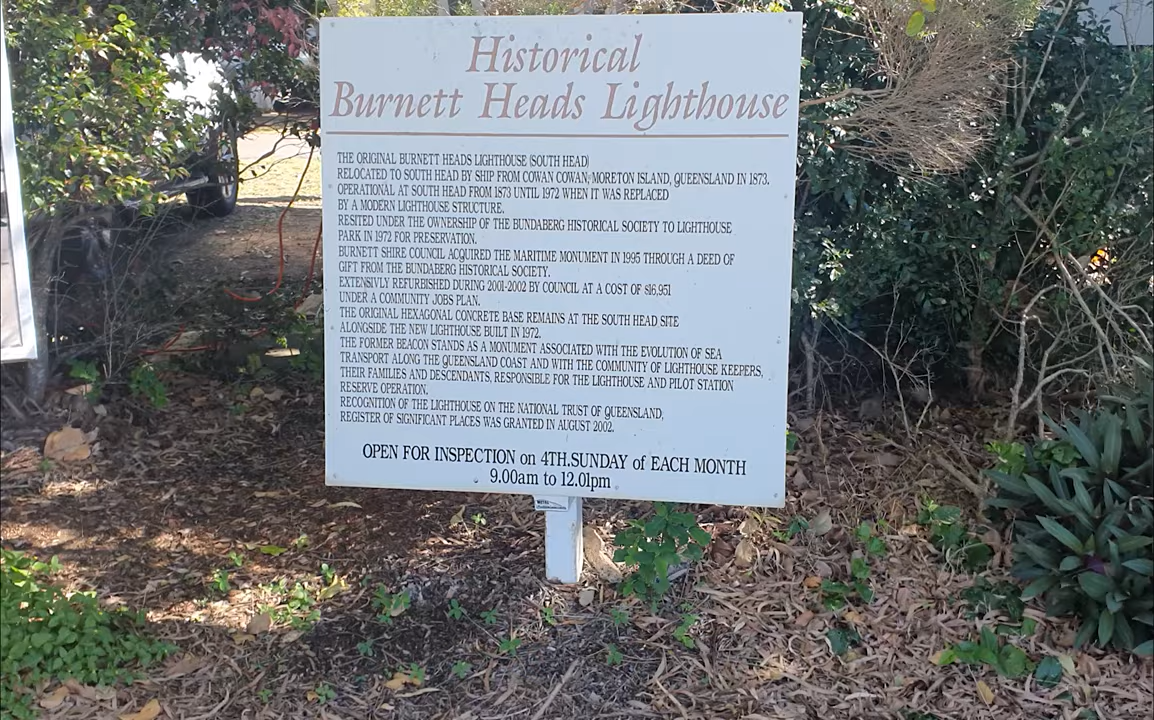 Historical
Burnett Heads Lighthouse
THE ORIGINAL BURNETT HEADS LIGHTHOUSE (SOUTH HEAD)
RELOCATED TO SOUTH HEAD BY SHIP FROM COWAN COWAN, MORETON ISLAND, QUEENSLAND IN 1873.
OPERATIONAL AT SOUTH HEAD FROM 1873 UNTIL 1972 WHEN IT WAS REPLACED
BY A MODERN LIGHTHOUSE STRUCTURE.
RESITED UNDER THE OWNERSHIP OF THE BUNDABERG HISTORICAL SOCIETY TO LIGHTHOUSE
PARK IN 1972 FOR PRESERVATION.
BURNETT SHIRE COUNCIL ACQUIRED THE MARITIME MONUMENT IN 1995 THROUGH A DEED OF
GIFT FROM THE BUNDABERG HISTORICAL SOCIETY.
EXTENSIVLY REFURBISHED DURING 2001-2002 BY COUNCIL AT A COST OF $16,951
UNDER A COMMUNITY JOBS PLAN.
THE ORIGINAL HEXAGONAL CONCRETE BASE REMAINS AT THE SOUTH HEAD SITE
ALONGSIDE THE NEW LIGHTHOUSE BUILT IN 1972.
THE FORMER BEACON STANDS AS A MONUMENT ASSOCIATED WITH THE EVOLUTION OF SEA
TRANSPORT ALONG THE QUEENSLAND COAST AND WITH THE COMMUNITY OF LIGHTHOUSE KEEPERS,
THEIR FAMILIES AND DESCENDANTS, RESPONSIBLE FOR THE LIGHTHOUSE AND PILOT STATION
RESERVE OPERATION.
RECOGNITION OF THE LIGHTHOUSE ON THE NATIONAL TRUST OF QUEENSLAND,
REGISTER OF SIGNIFICANT PLACES WAS GRANTED IN AUGUST 2002.
OPEN FOR INSPECTION on 4TH.SUNDAY of EACH MONTH
9.00am to 12.01pm